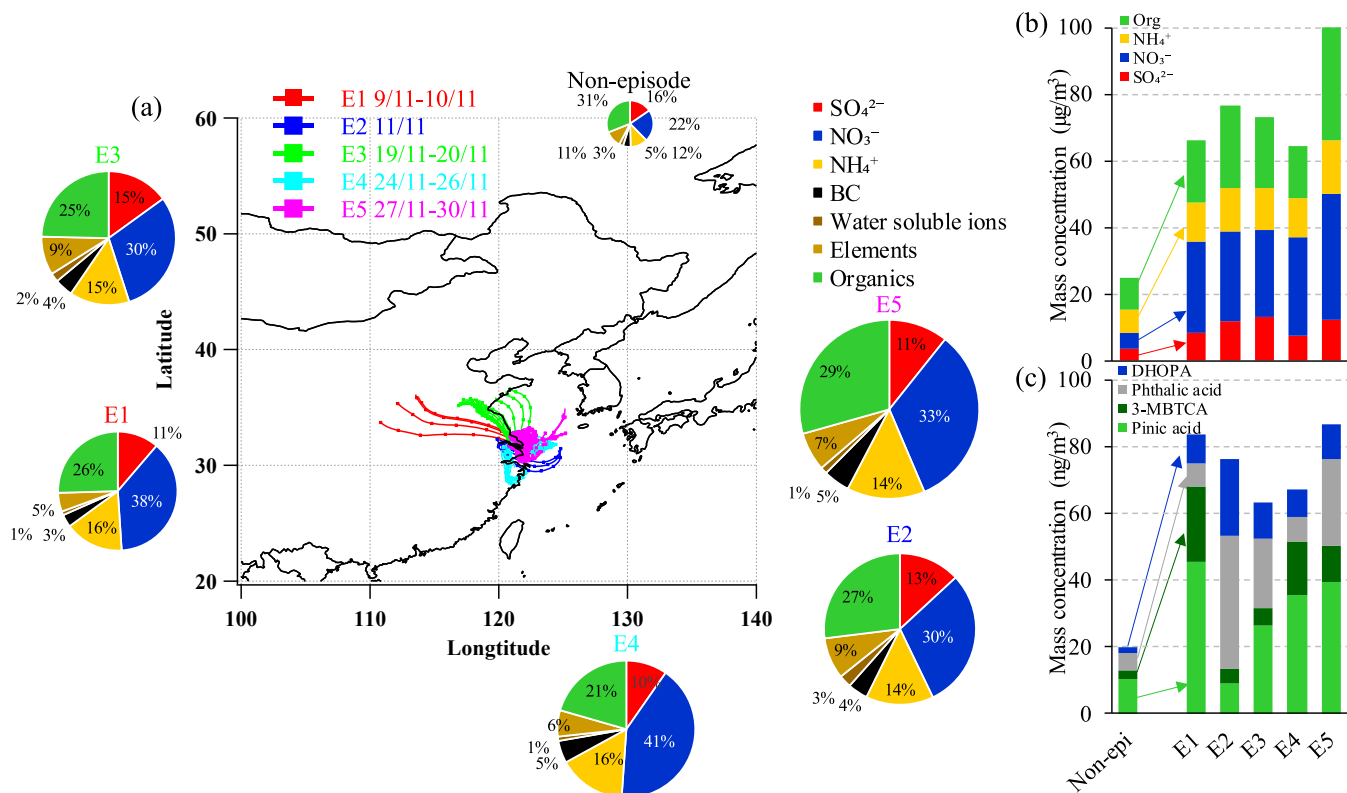 (a)
E1 9/11-10/11
E2 11/11
E3 19/11-20/11
E4 24/11-26/11
E5 27/11-30/11
Non-episode
31%
16%
22%
11%
3%
5%
12%
SO₄²⁻
NO₃⁻
NH₄⁺
BC
Water soluble ions
Elements
Organics
E3
15%
30%
15%
4%
2%
9%
25%
E1
11%
38%
16%
3%
1%
5%
26%
Latitude
60
50
40
30
20
100
110
120
130
140
Longtitude
E5
11%
33%
14%
5%
1%
7%
29%
E2
13%
30%
14%
4%
3%
9%
27%
E4
10%
41%
16%
5%
1%
6%
21%
(b)
Org
NH₄⁺
NO₃⁻
SO₄²⁻
Mass concentration (μg/m³)
100
80
60
40
20
0
(c)
DHOPA
Phthalic acid
3-MBTCA
Pinic acid
Mass concentration (ng/m³)
100
80
60
40
20
0
Non-epi
E1
E2
E3
E4
E5